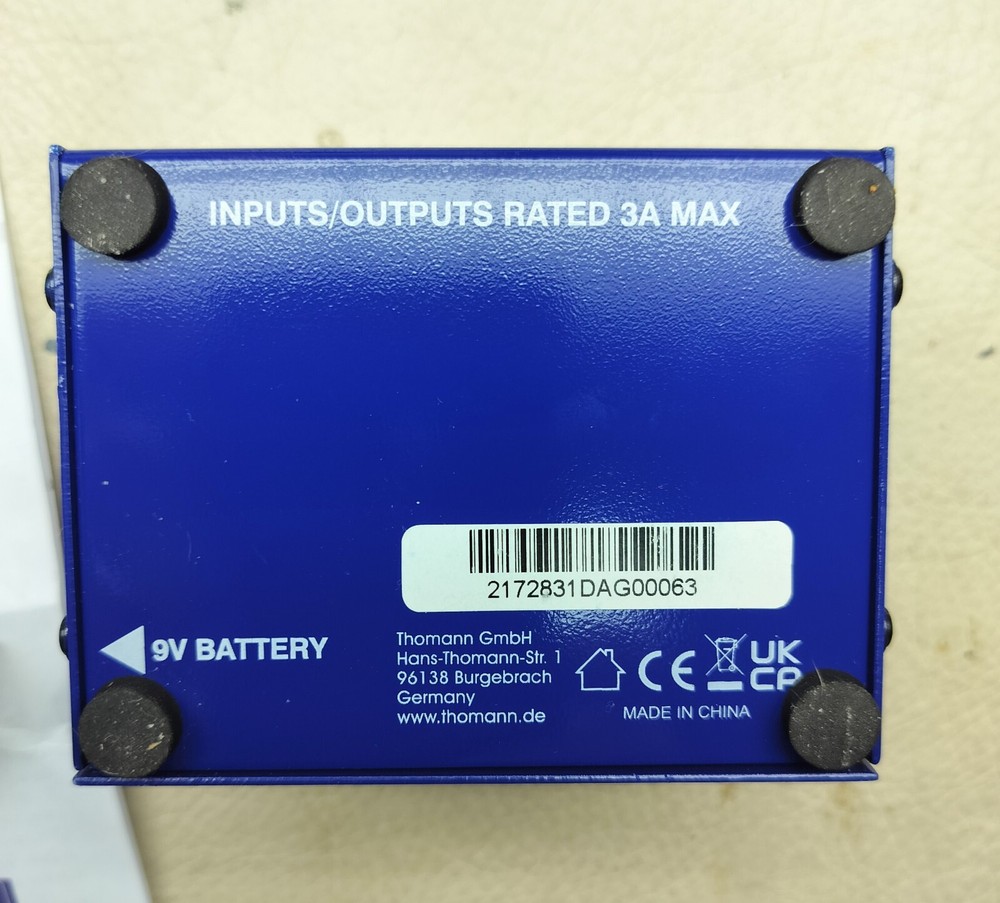 INPUTS/OUTPUTS RATED 3A MAX
2172831DAG00063
9V BATTERY
Thomann GmbH
Hans-Thomann-Str. 1
96138 Burgebrach
Germany
www.thomann.de
CE
UK
CA
MADE IN CHINA